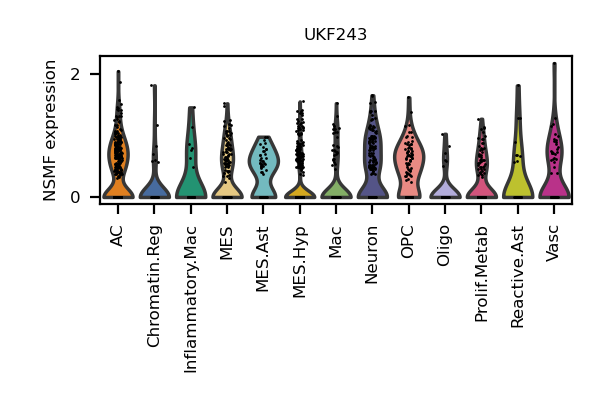 UKF243
NSMF expression
2
0
AC
Chromatin.Reg
Inflammatory.Mac
MES
MES.Ast
MES.Hyp
Mac
Neuron
OPC
Oligo
Prolif.Metab
Reactive.Ast
Vasc